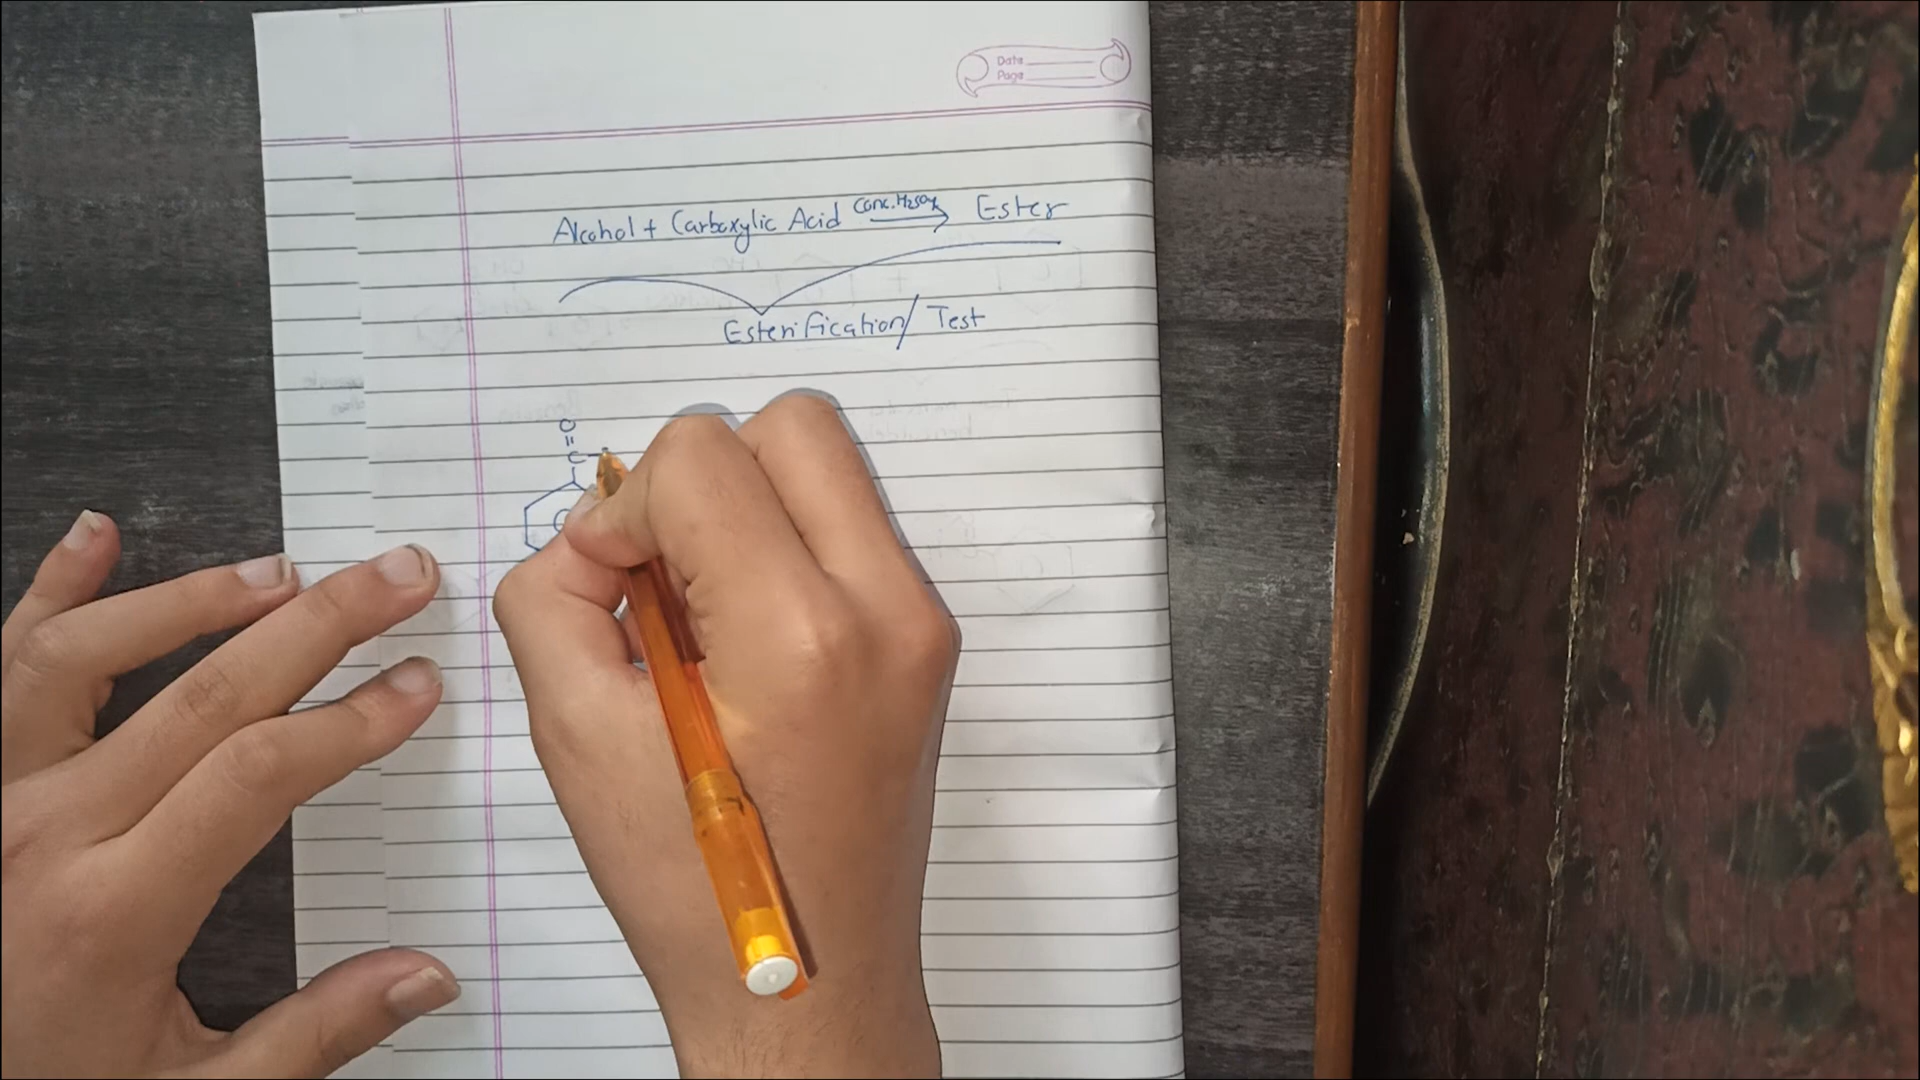 Date
Page
Conc. H2SO4
Alcohol + Carboxylic Acid → Ester
Esterification/ Test
O
C